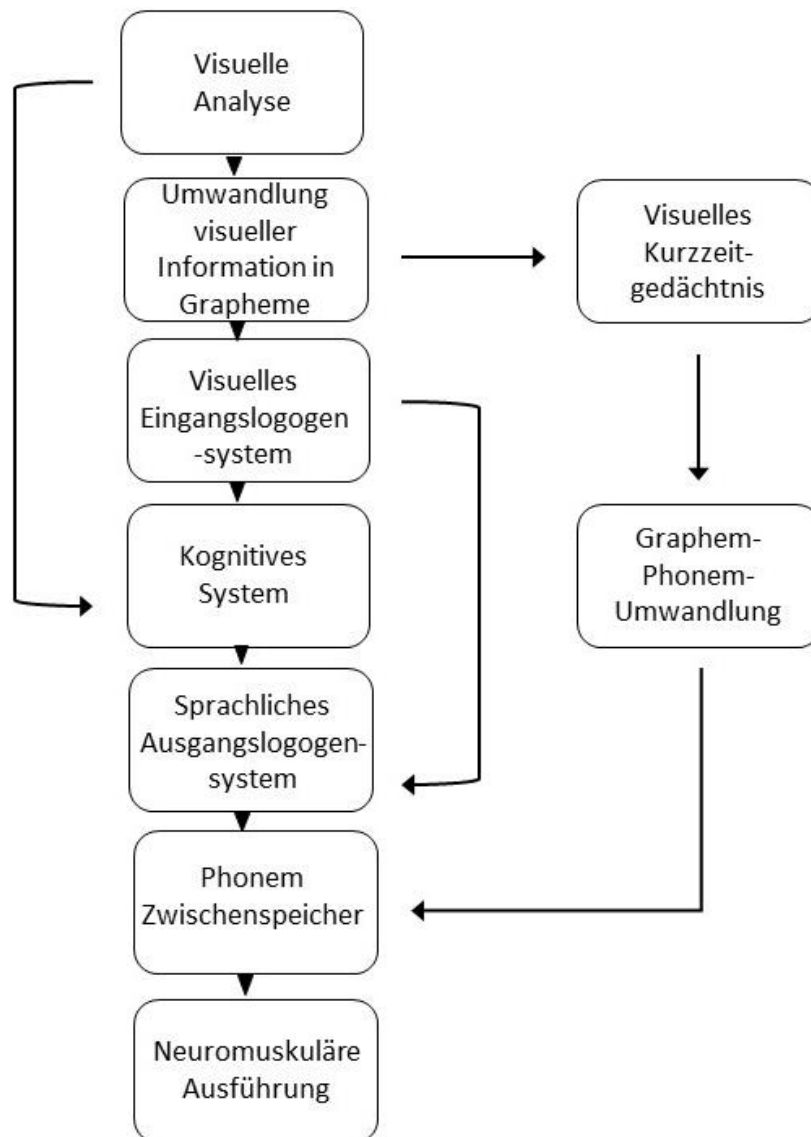 Visuelle
Analyse
Umwandlung
visueller
Information in
Grapheme
Visuelles
Kurzzeit-
gedächtnis
Visuelles
Eingangslogogen
-system
Kognitives
System
Graphem-
Phonem-
Umwandlung
Sprachliches
Ausgangslogogen-
system
Phonem
Zwischenspeicher
Neuromuskuläre
Ausführung